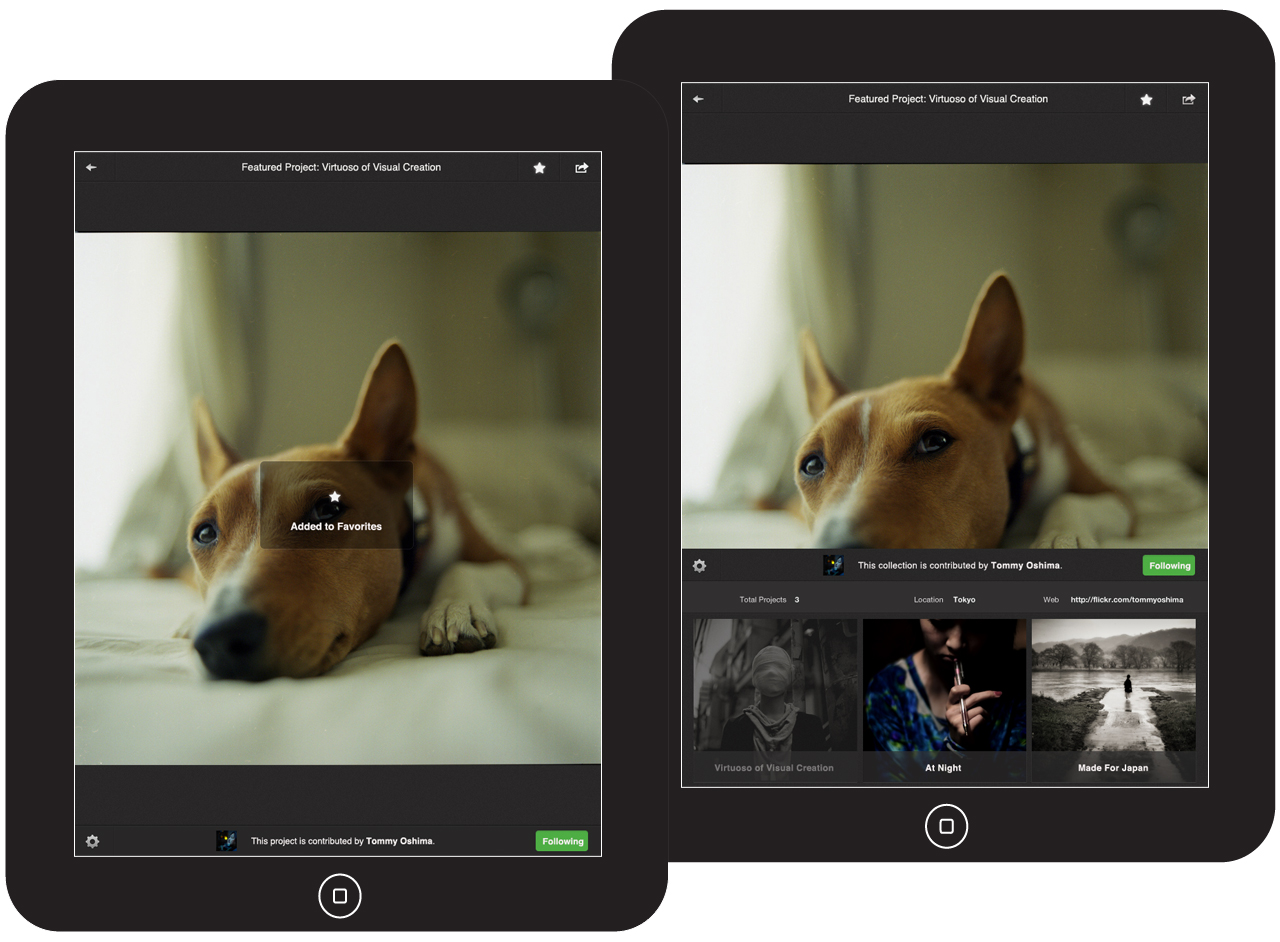 Featured Project: Virtuoso of Visual Creation
Added to Favorites
This project is contributed by Tommy Oshima.
Following
Featured Project: Virtuoso of Visual Creation
This collection is contributed by Tommy Oshima.
Following
Total Projects 3
Location Tokyo
Web http://flickr.com/tommyoshima
Virtuoso of Visual Creation
At Night
Made For Japan